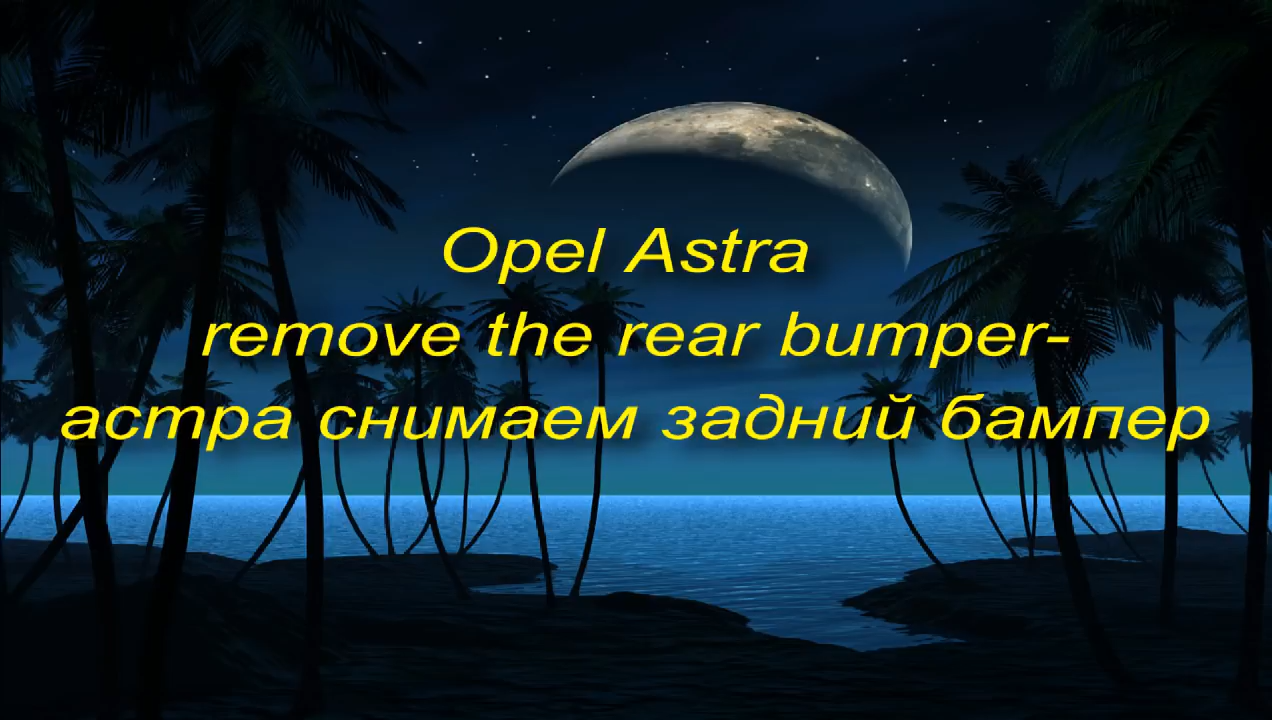 Opel Astra
remove the rear bumper-
астра снимаем задний бампер